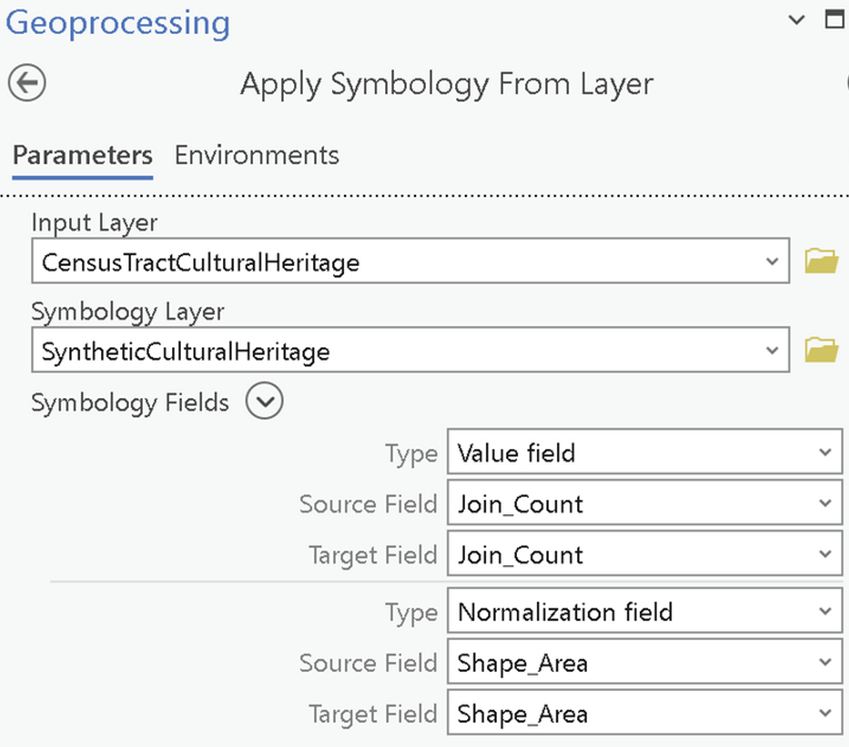 Geoprocessing
Apply Symbology From Layer
Parameters Environments
Input Layer
CensusTractCulturalHeritage
Symbology Layer
SyntheticCulturalHeritage
Symbology Fields
Type Value field
Source Field Join_Count
Target Field Join_Count
Type Normalization field
Source Field Shape_Area
Target Field Shape_Area